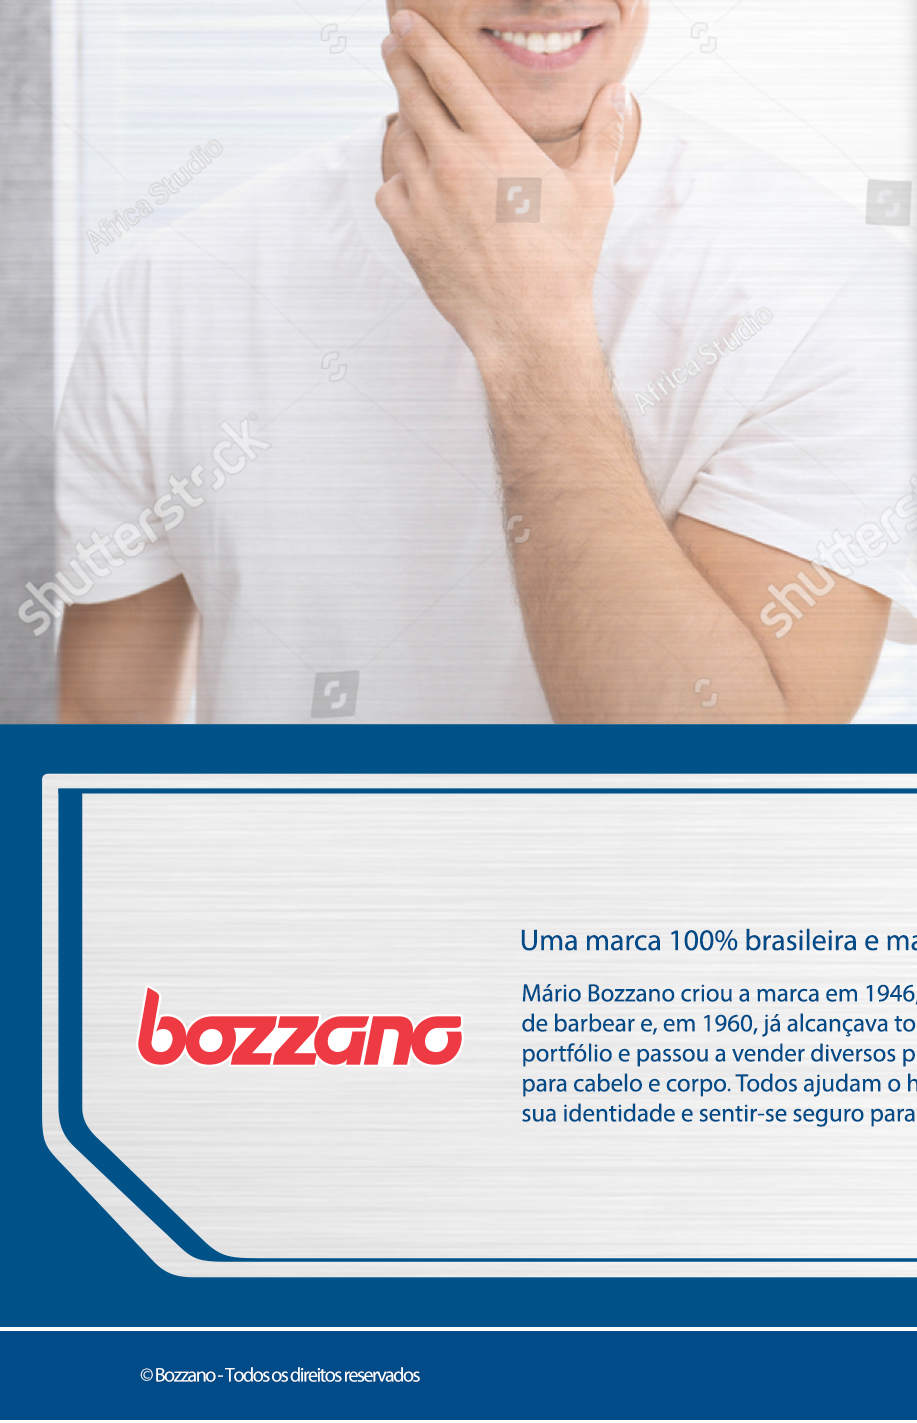 Africa Studio
Africa Studio
shutterstock
shutters
Uma marca 100% brasileira e ma
Mário Bozzano criou a marca em 1946,
de barbear e, em 1960, já alcançava to
portfólio e passou a vender diversos p
para cabelo e corpo. Todos ajudam o h
sua identidade e sentir-se seguro para
bozzano
© Bozzano - Todos os direitos reservados